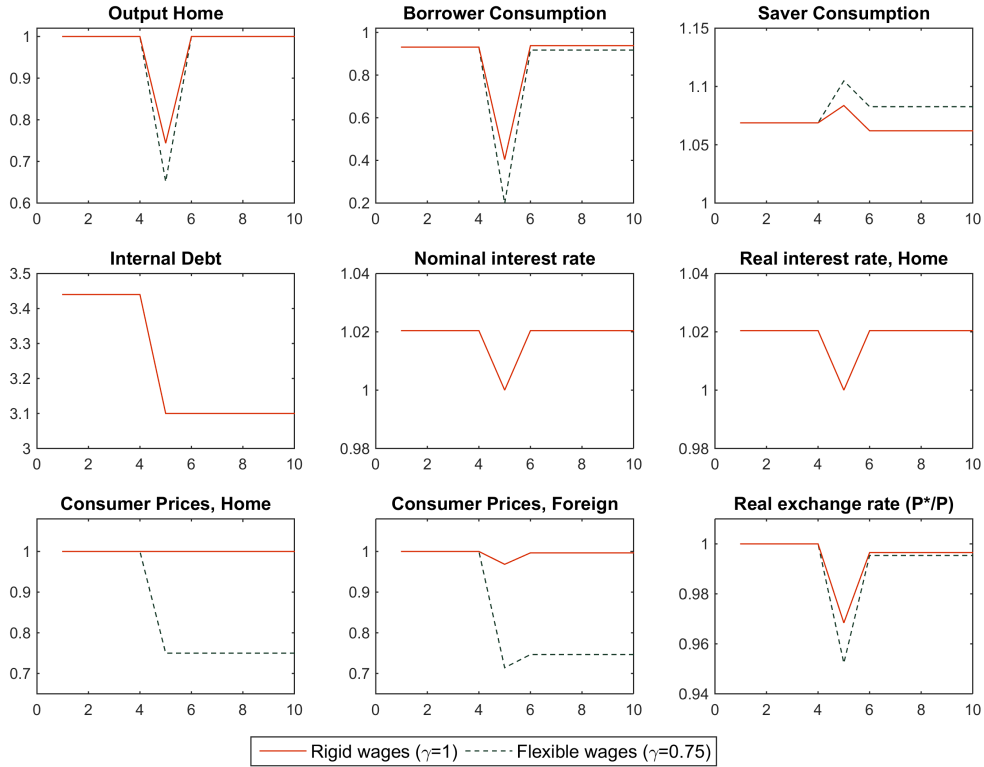 Output Home
1
0.9
0.8
0.7
0.6
0 2 4 6 8 10
Borrower Consumption
1
0.8
0.6
0.4
0.2
0 2 4 6 8 10
Saver Consumption
1.15
1.1
1.05
1
0 2 4 6 8 10
Internal Debt
3.5
3.4
3.3
3.2
3.1
3
0 2 4 6 8 10
Nominal interest rate
1.04
1.02
1
0.98
0 2 4 6 8 10
Real interest rate, Home
1.04
1.02
1
0.98
0 2 4 6 8 10
Consumer Prices, Home
1
0.9
0.8
0.7
0 2 4 6 8 10
Consumer Prices, Foreign
1
0.9
0.8
0.7
0 2 4 6 8 10
Real exchange rate (P*/P)
1
0.98
0.96
0.94
0 2 4 6 8 10
Rigid wages (γ=1) Flexible wages (γ=0.75)